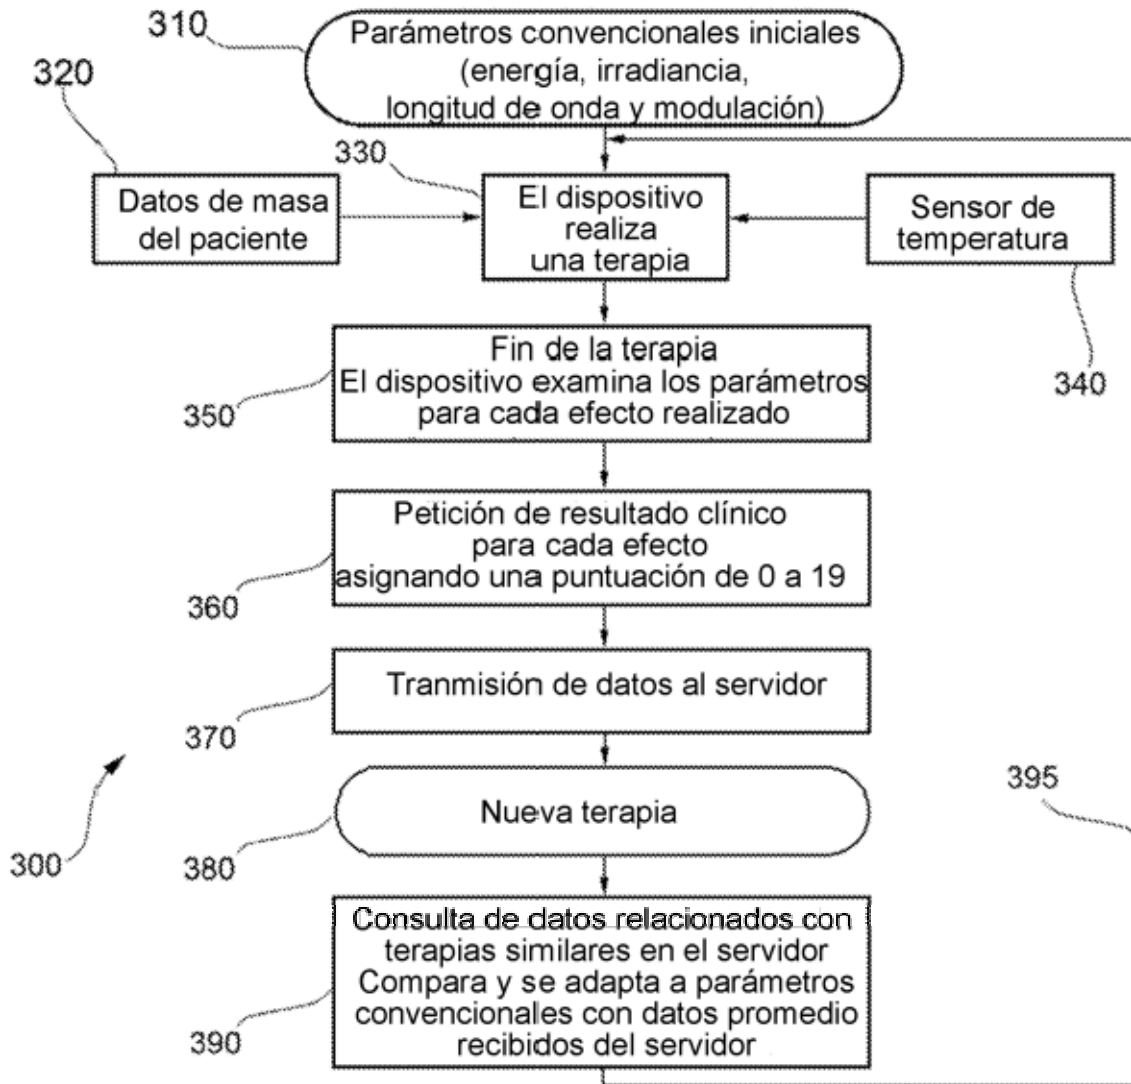 310
Parámetros convencionales iniciales
(energía, irradiancia,
longitud de onda y modulación)
320
330
Datos de masa
del paciente
El dispositivo
realiza
una terapia
Sensor de
temperatura
340
Fin de la terapia
El dispositivo examina los parámetros
para cada efecto realizado
350
Petición de resultado clínico
para cada efecto
asignando una puntuación de 0 a 19
360
Tranmisión de datos al servidor
370
395
Nueva terapia
300
380
Consulta de datos relacionados con
terapias similares en el servidor
Compara y se adapta a parámetros
convencionales con datos promedio
recibidos del servidor
390